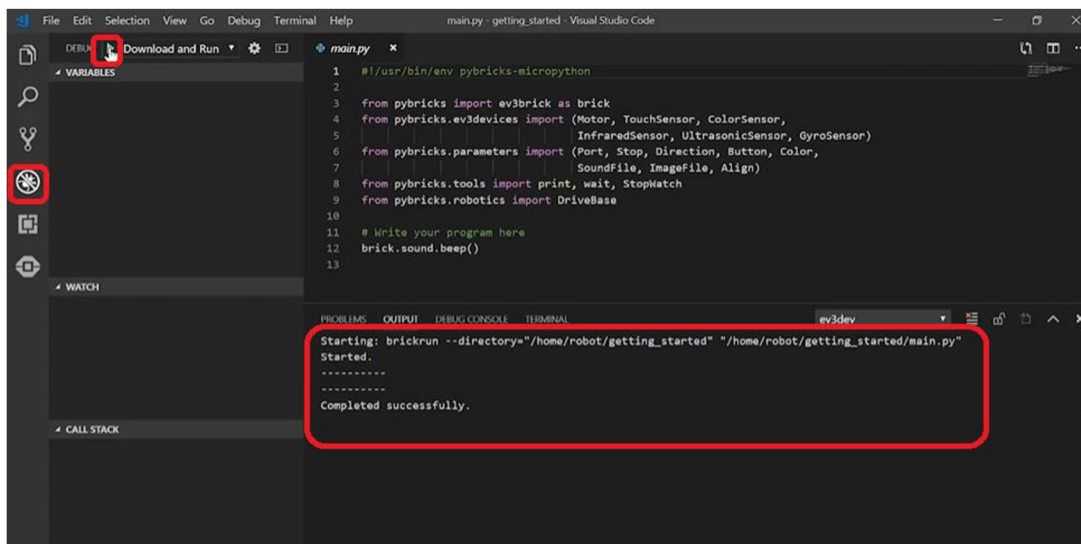 File Edit Selection View Go Debug Terminal Help main.py - getting_started - Visual Studio Code
DEBU Download and Run
main.py
VARIABLES
1 #!/usr/bin/env pybricks-micropython
2
3 from pybricks import ev3brick as brick
4 from pybricks.ev3devices import (Motor, TouchSensor, ColorSensor,
5 InfraredSensor, UltrasonicSensor, GyroSensor)
6 from pybricks.parameters import (Port, Stop, Direction, Button, Color,
7 SoundFile, ImageFile, Align)
8 from pybricks.tools import print, wait, StopWatch
9 from pybricks.robotics import DriveBase
10
11 # Write your program here
12 brick.sound.beep()
13
WATCH
PROBLEMS OUTPUT DEBUG CONSOLE TERMINAL ev3dev
Starting: brickrun --directory="/home/robot/getting_started" "/home/robot/getting_started/main.py"
Started.
----------
----------
Completed successfully.
CALL STACK